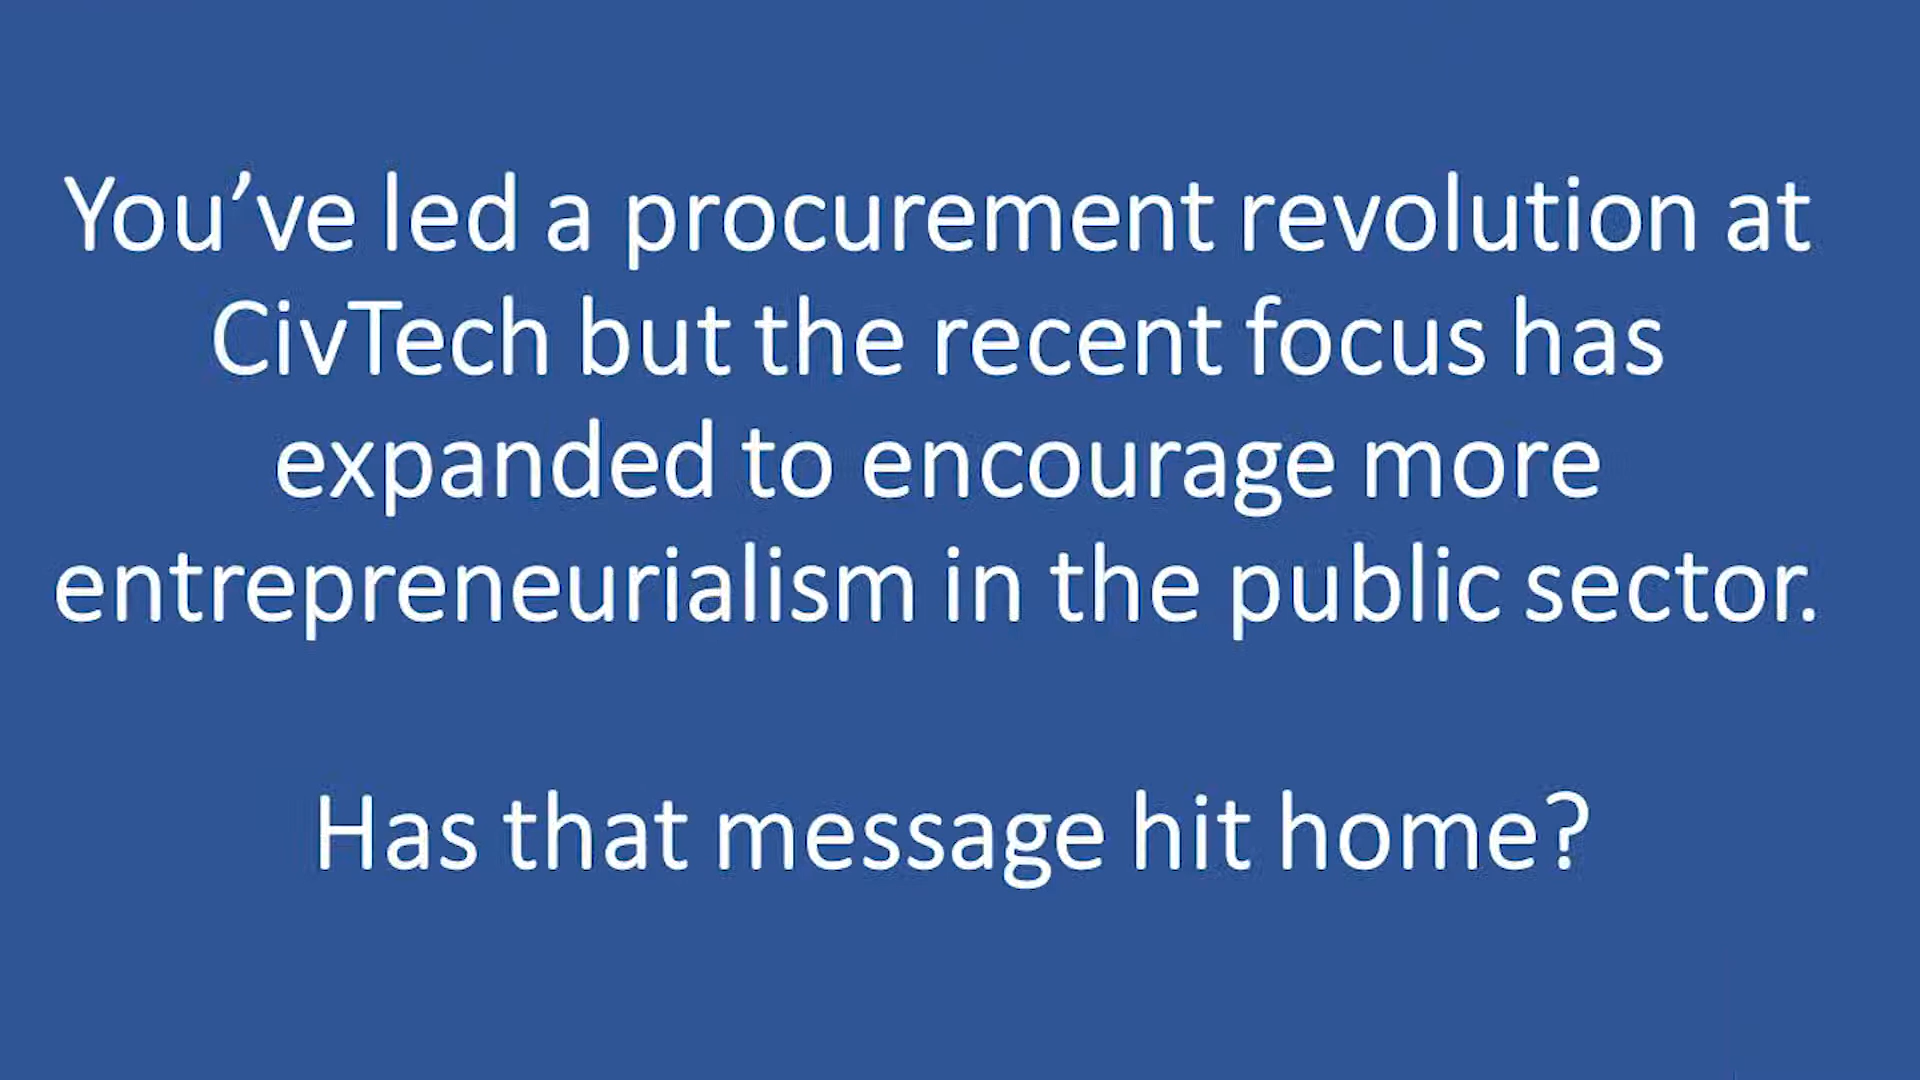 You’ve led a procurement revolution at
CivTech but the recent focus has
expanded to encourage more
entrepreneurialism in the public sector.
Has that message hit home?